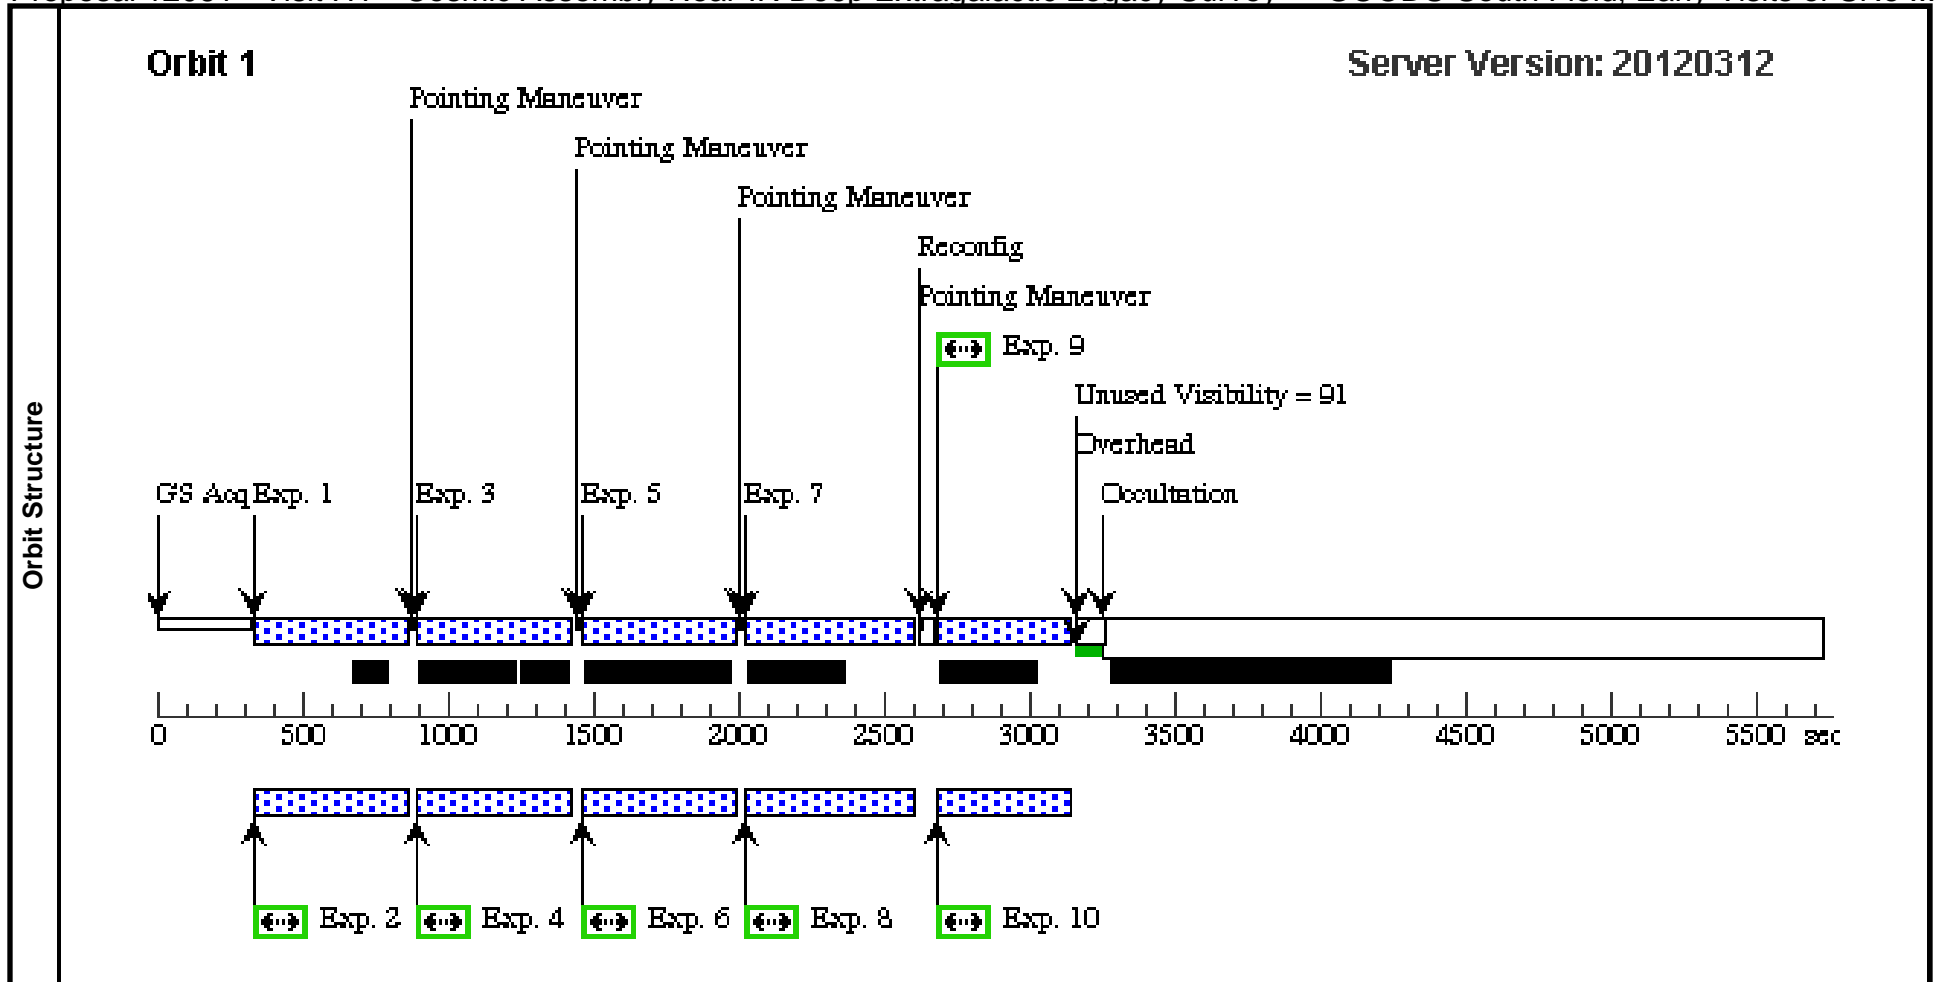 Orbit 1
Server Version: 20120312
Pointing Maneuver
Pointing Maneuver
Pointing Maneuver
Reconfig
Pointing Maneuver
Exp. 9
Unused Visibility = 91
Overhead
Orbit Structure
GS Acq Exp. 1 Exp. 3 Exp. 5 Exp. 7 Occultation
0 500 1000 1500 2000 2500 3000 3500 4000 4500 5000 5500 sec
Exp. 2 Exp. 4 Exp. 6 Exp. 8 Exp. 10